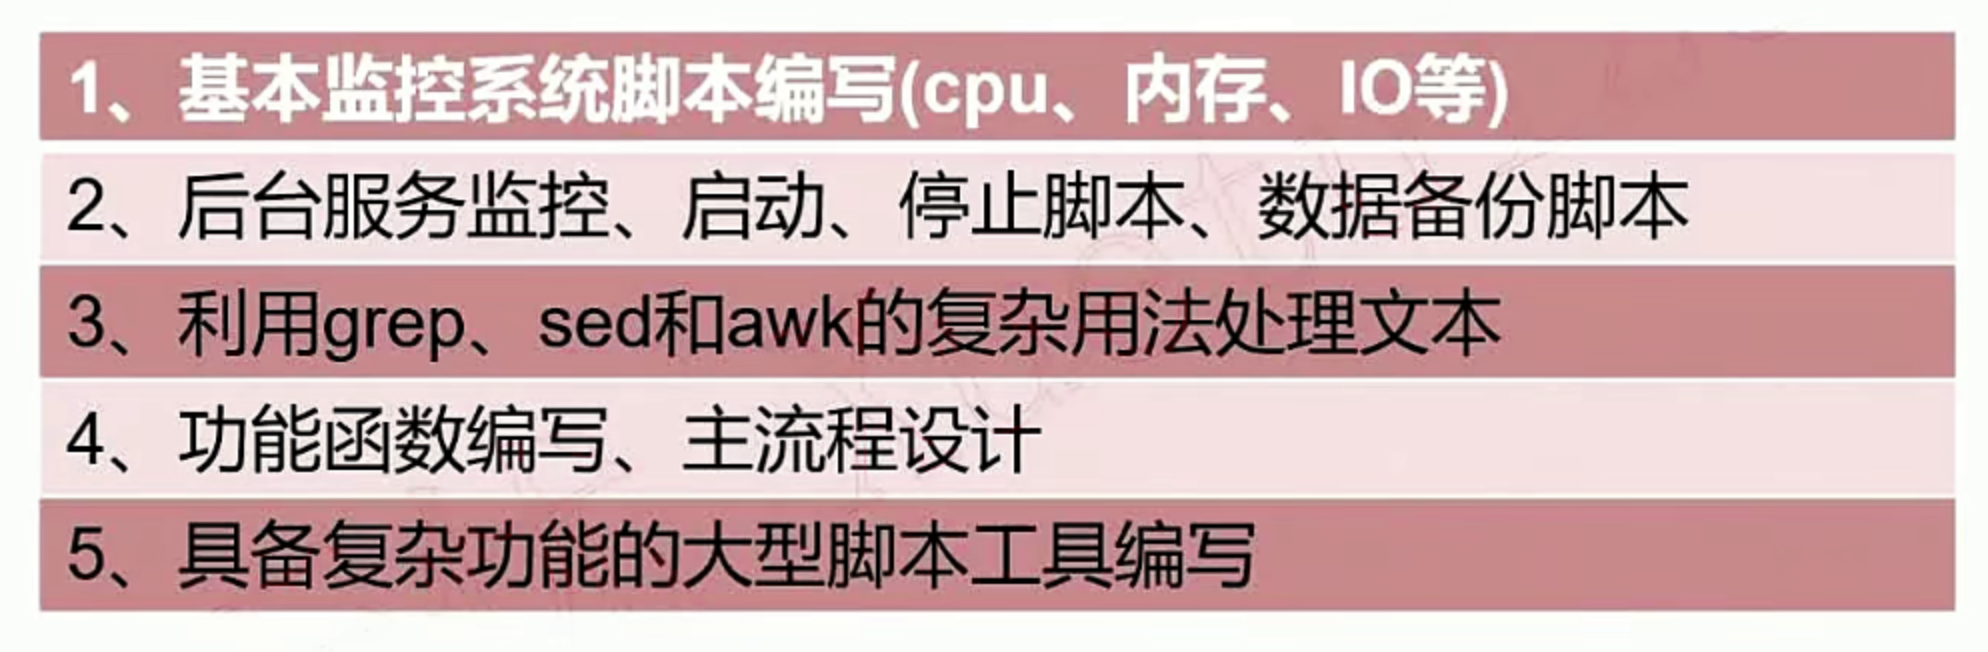 1、基本监控系统脚本编写(cpu、内存、IO等)
2、后台服务监控、启动、停止脚本、数据备份脚本
3、利用grep、sed和awk的复杂用法处理文本
4、功能函数编写、主流程设计
5、具备复杂功能的大型脚本工具编写